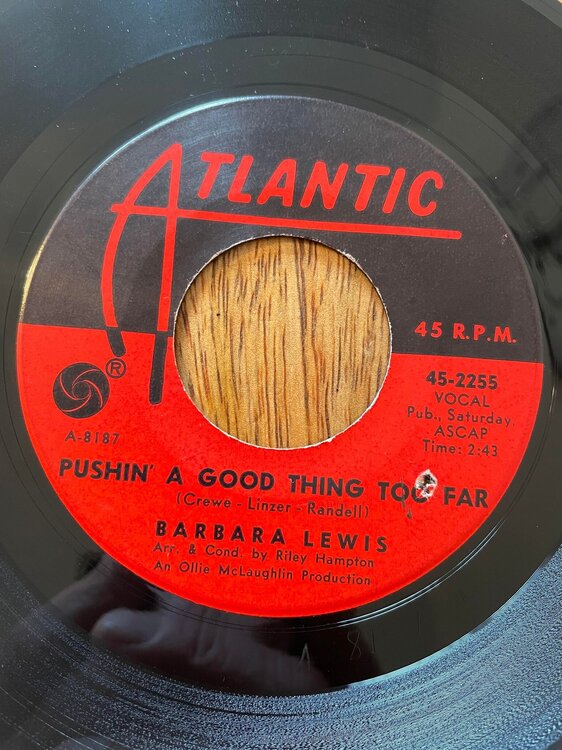 ATLANTIC
45 R.P.M.
®
45-2255
VOCAL
Pub., Saturday,
ASCAP
Time: 2:43
A-8187
PUSHIN' A GOOD THING TOO FAR
(Crewe - Linzer - Randell)
BARBARA LEWIS
Arr. & Cond. by Riley Hampton
An Ollie McLaughlin Production